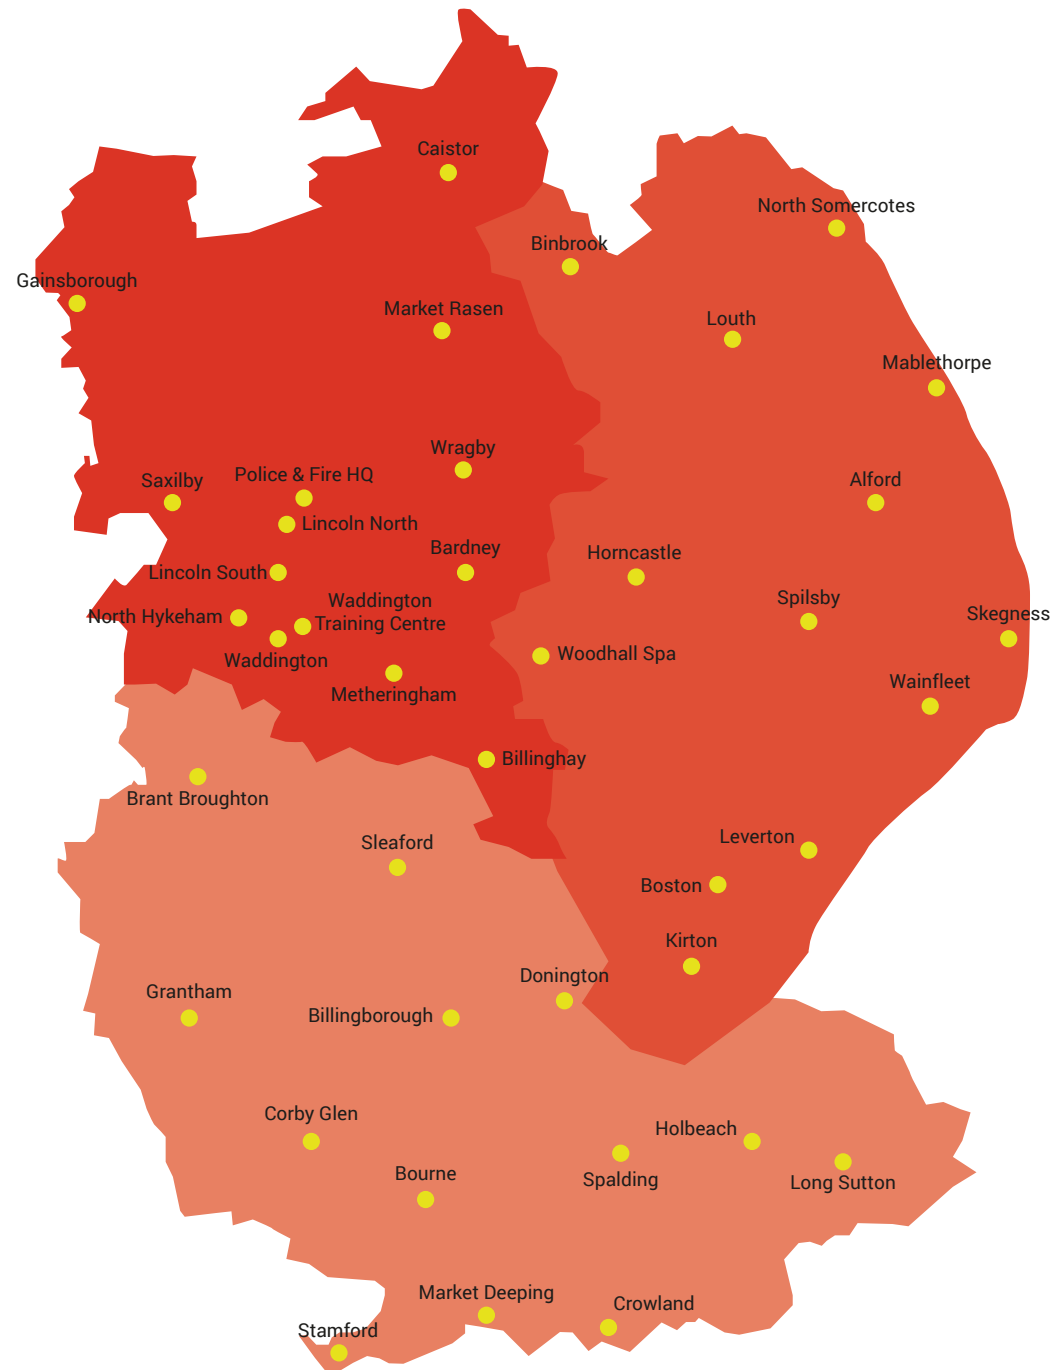 Caistor
North Somercotes
Binbrook
Gainsborough
Market Rasen
Louth
Mablethorpe
Wragby
Police & Fire HQ
Saxilby
Alford
Lincoln North
Bardney
Horncastle
Lincoln South
Spilsby
Waddington
Training Centre
North Hykeham
Skegness
Woodhall Spa
Waddington
Wainfleet
Metheringham
Billinghay
Brant Broughton
Leverton
Sleaford
Boston
Kirton
Donington
Grantham
Billingborough
Corby Glen
Holbeach
Bourne
Spalding
Long Sutton
Market Deeping
Crowland
Stamford